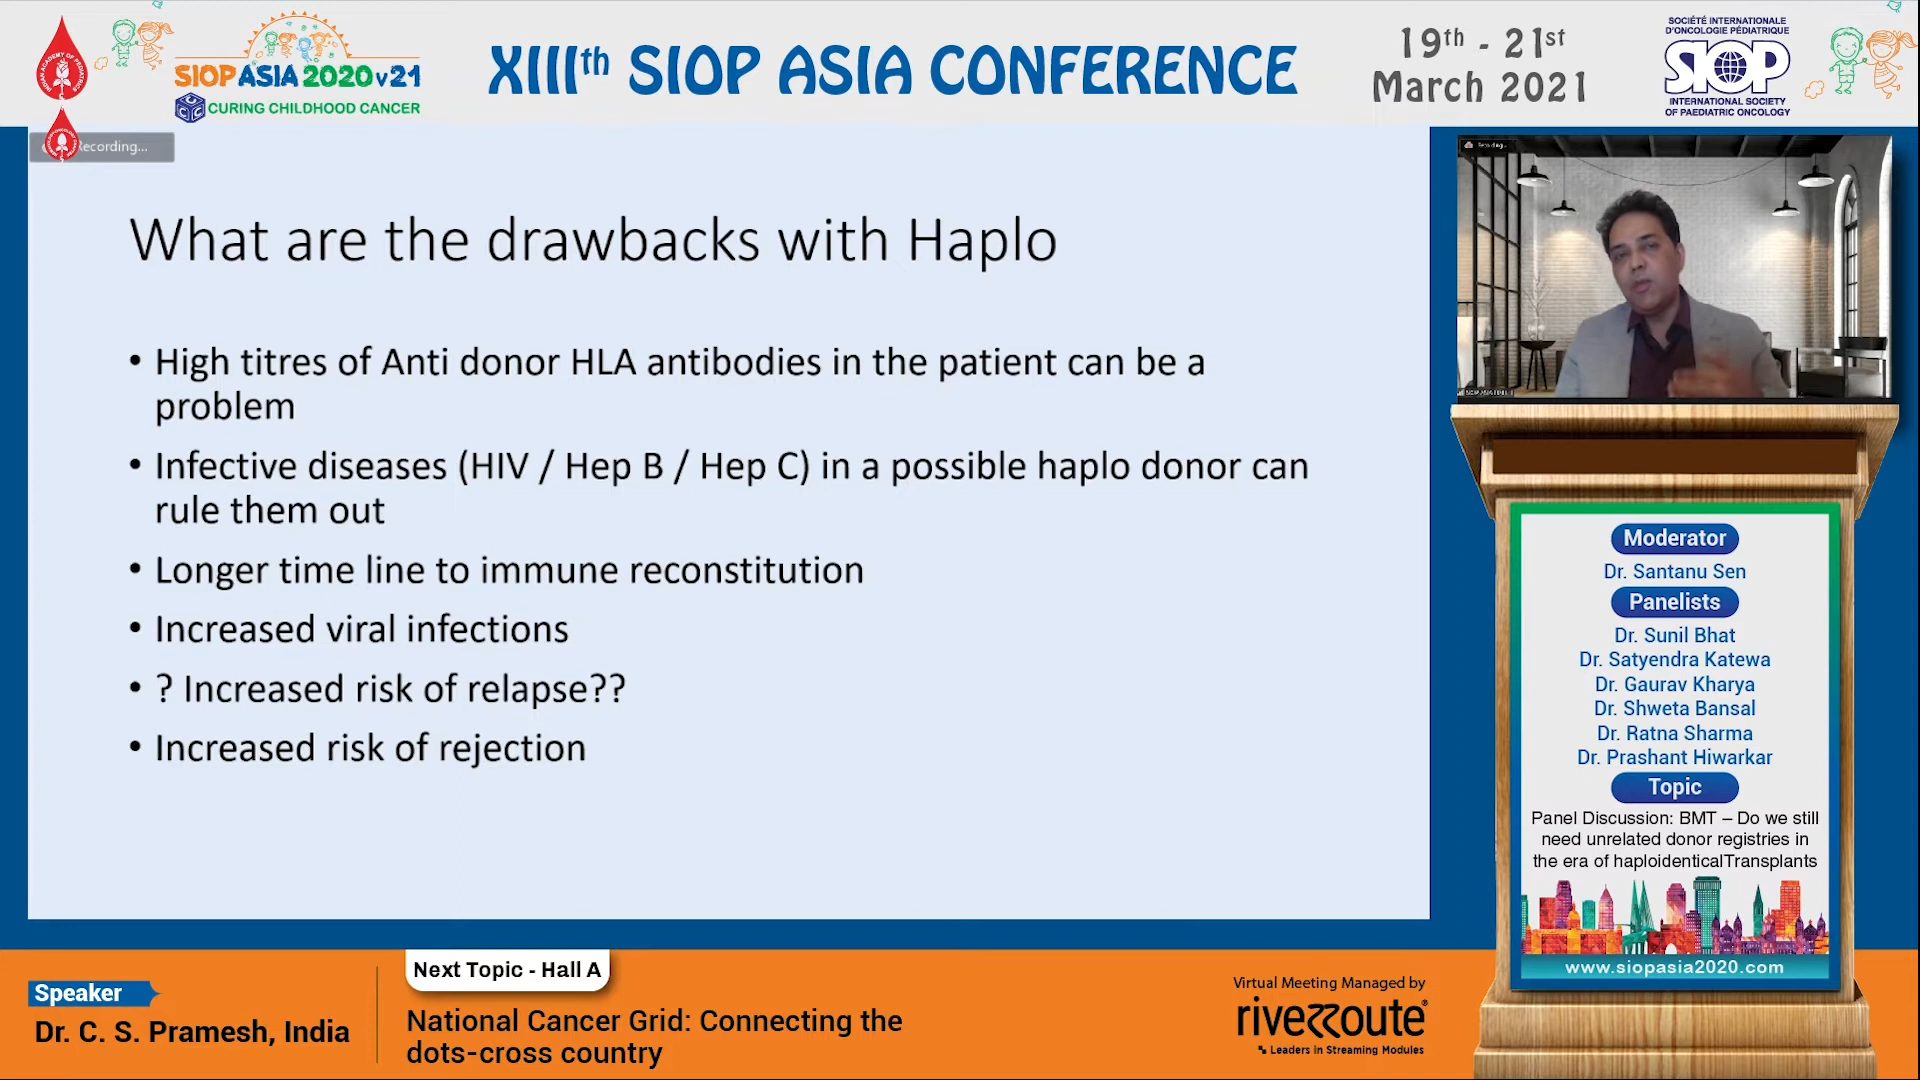 SIOP ASIA 2020 v21
CURING CHILDHOOD CANCER
XIIIth SIOP ASIA CONFERENCE
19th - 21st
March 2021
SOCIÉTÉ INTERNATIONALE
D'ONCOLOGIE PÉDIATRIQUE
SIOP
INTERNATIONAL SOCIETY
OF PAEDIATRIC ONCOLOGY
Recording...
What are the drawbacks with Haplo
• High titres of Anti donor HLA antibodies in the patient can be a
problem
• Infective diseases (HIV / Hep B / Hep C) in a possible haplo donor can
rule them out
• Longer time line to immune reconstitution
• Increased viral infections
• ? Increased risk of relapse??
• Increased risk of rejection
Recording...
Moderator
Dr. Santanu Sen
Panelists
Dr. Sunil Bhat
Dr. Satyendra Katewa
Dr. Gaurav Kharya
Dr. Shweta Bansal
Dr. Ratna Sharma
Dr. Prashant Hiwarkar
Topic
Panel Discussion: BMT – Do we still
need unrelated donor registries in
the era of haploidenticalTransplants
www.siopasia2020.com
Speaker
Dr. C. S. Pramesh, India
Next Topic - Hall A
National Cancer Grid: Connecting the
dots-cross country
Virtual Meeting Managed by
riveRRoute
Leaders in Streaming Modules